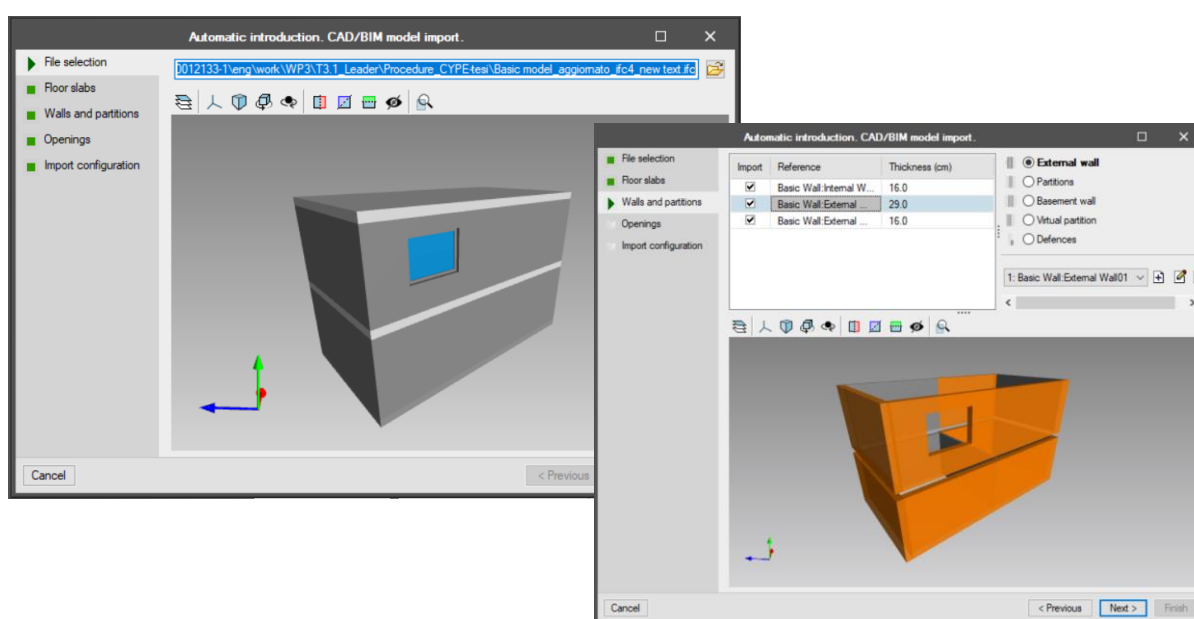 Automatic introduction. CAD/BIM model import.
File selection
Floor slabs
Walls and partitions
Openings
Import configuration
0012133-1\eng\work\WP3\T3.1_Leader\Procedure_CYPE-tesi\Basic model_aggiornato_ifc4_new text.ifc
Cancel
< Previous
Automatic introduction. CAD/BIM model import.
File selection
Floor slabs
Walls and partitions
Openings
Import configuration
Import Reference Thickness (cm)
Basic Wall:Internal W... 16.0
Basic Wall:External ... 29.0
Basic Wall:External ... 16.0
External wall
Partitions
Basement wall
Virtual partition
Defences
1: Basic Wall:External Wall01
Cancel
< Previous Next > Finish